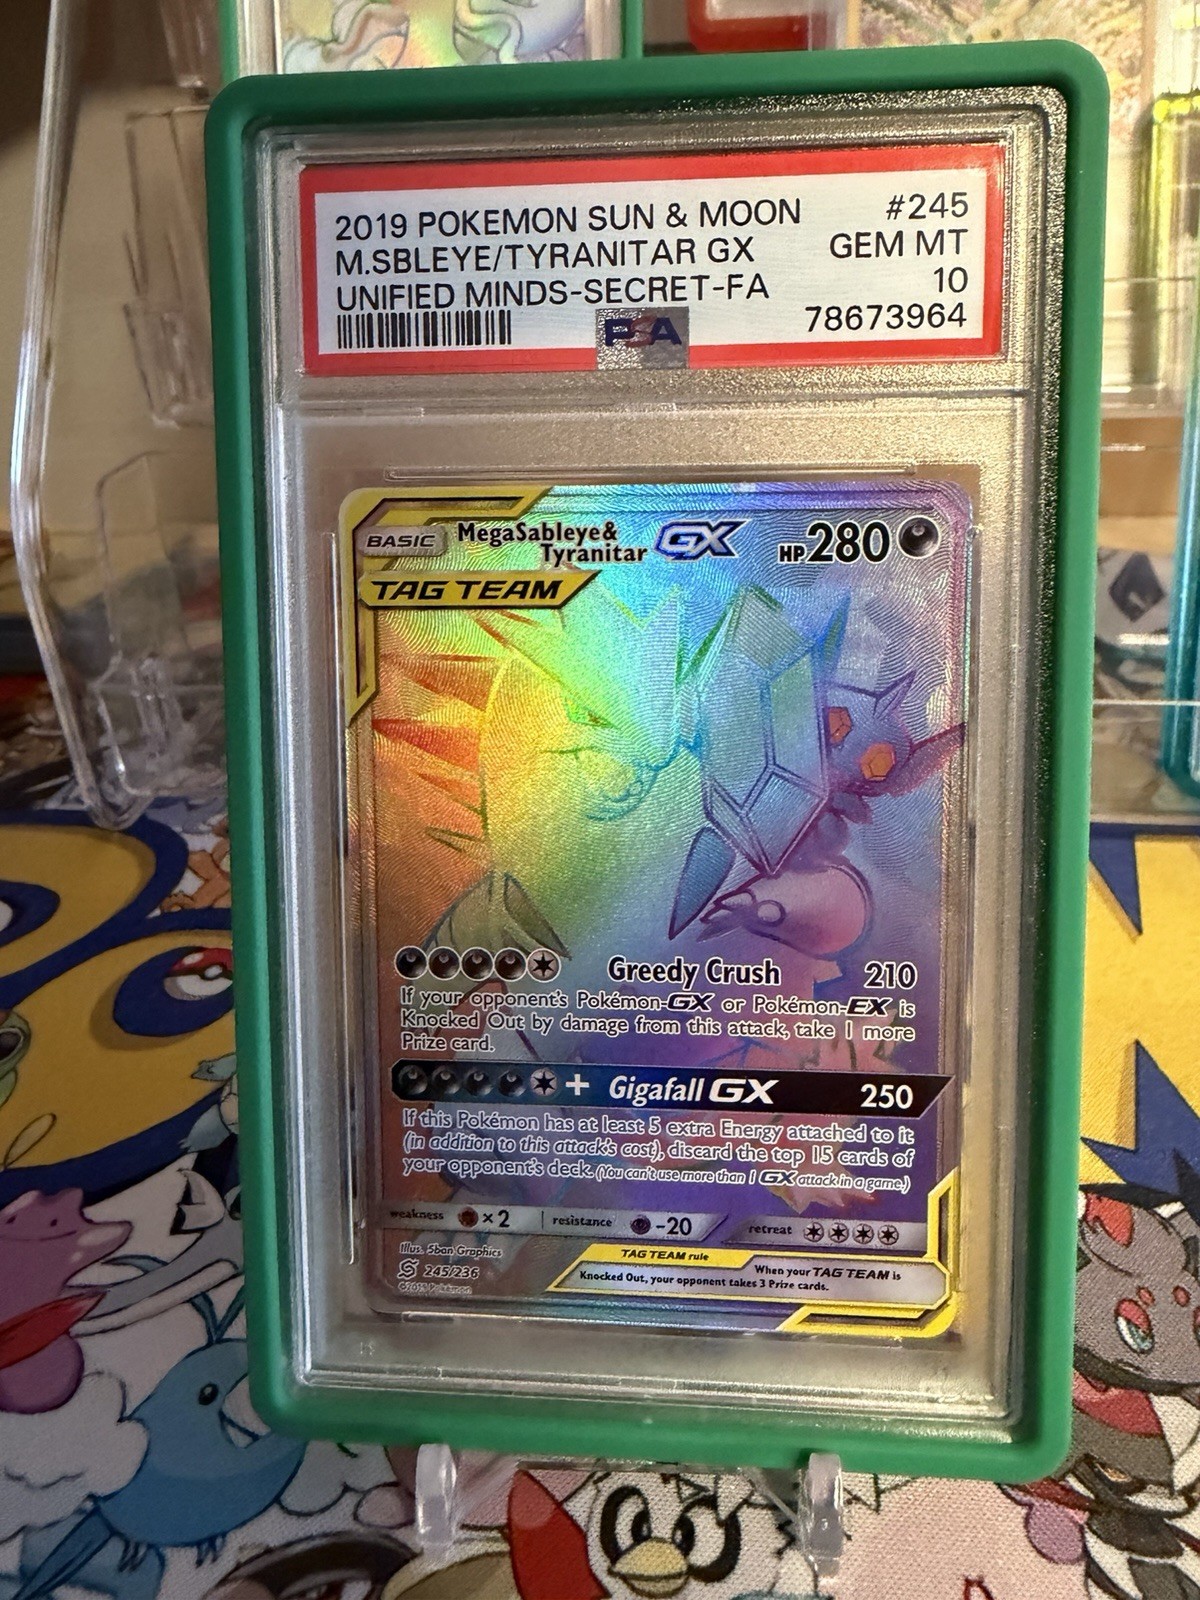 2019 POKEMON SUN & MOON #245
M.SBLEYE/TYRANITAR GX GEM MT
UNIFIED MINDS-SECRET-FA 10
78673964
PSA
BASIC MegaSableye& Tyranitar GX HP280
TAG TEAM
Greedy Crush 210
If your opponent's Pokémon-GX or Pokémon-EX is
Knocked Out by damage from this attack, take 1 more
Prize card.
+ Gigafall GX 250
If this Pokémon has at least 5 extra Energy attached to it
(in addition to this attack's cost), discard the top 15 cards of
your opponent's deck. (You can't use more than 1 GX attack in a game.)
weakness ×2 resistance -20 retreat
Illus. 5ban Graphics
245/236
©2019 Pokémon
TAG TEAM rule
When your TAG TEAM is
Knocked Out, your opponent takes 3 Prize cards.